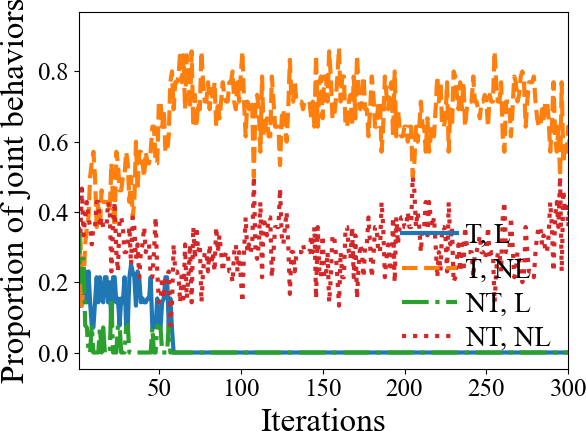 Proportion of joint behaviors
0.8
0.6
0.4
0.2
0.0
T, L
T, NL
NT, L
NT, NL
50
100
150
200
250
300
Iterations